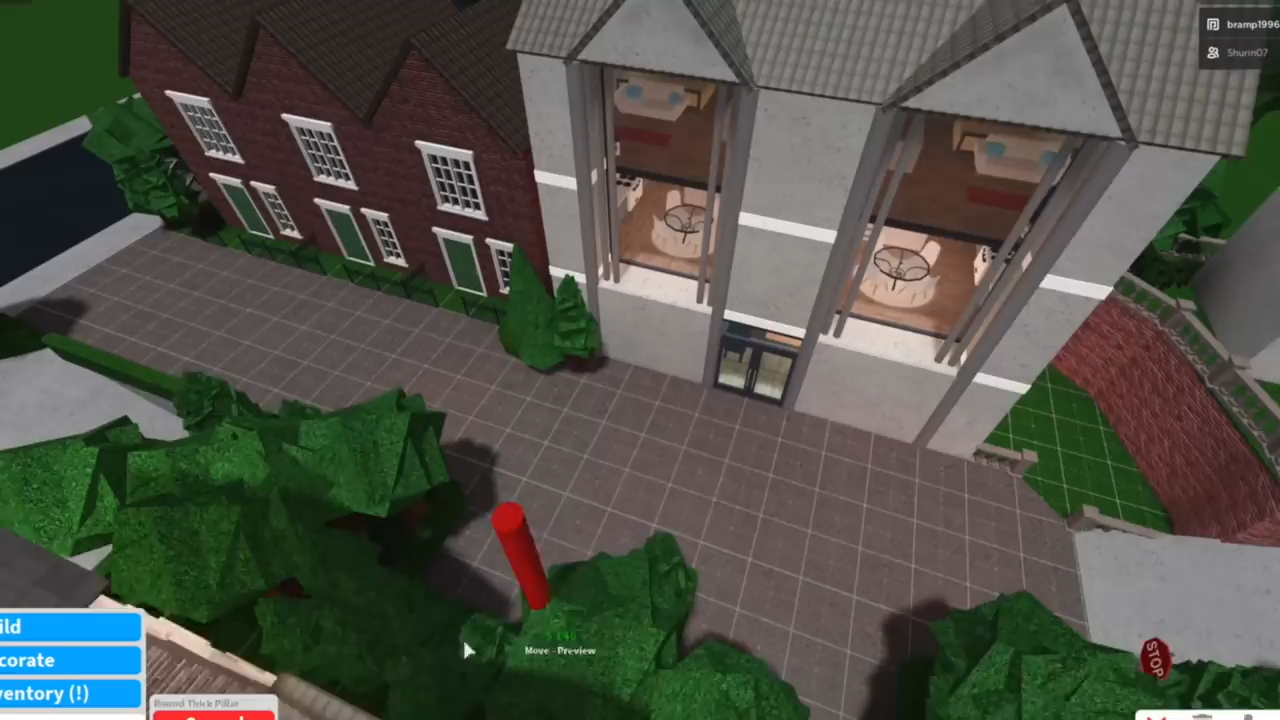 bramp1996
Shurin07
Move - Preview
ild
corate
ventory (!)
Round Thick Pillar
STOP